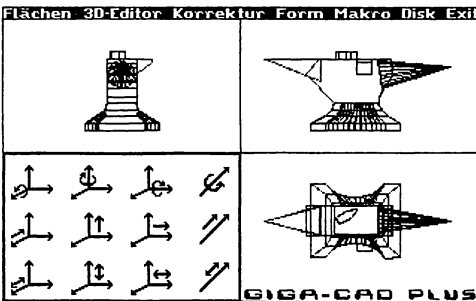 Flächen 3D-Editor Korrektur Form Makro Disk Exit
GIGA-CAD PLUS